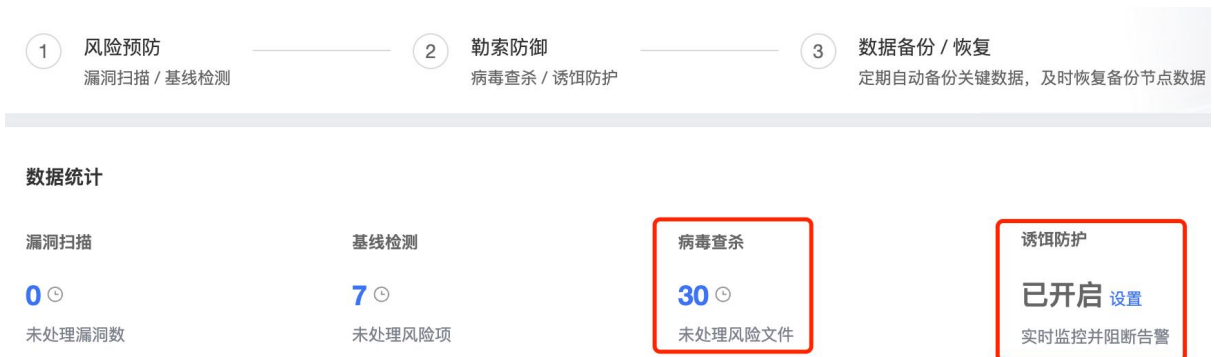 1 风险预防 2 勒索防御 3 数据备份 / 恢复
漏洞扫描 / 基线检测 病毒查杀 / 诱饵防护 定期自动备份关键数据，及时恢复备份节点数据
数据统计
漏洞扫描 基线检测 病毒查杀 诱饵防护
0 7 30 已开启 设置
未处理漏洞数 未处理风险项 未处理风险文件 实时监控并阻断告警